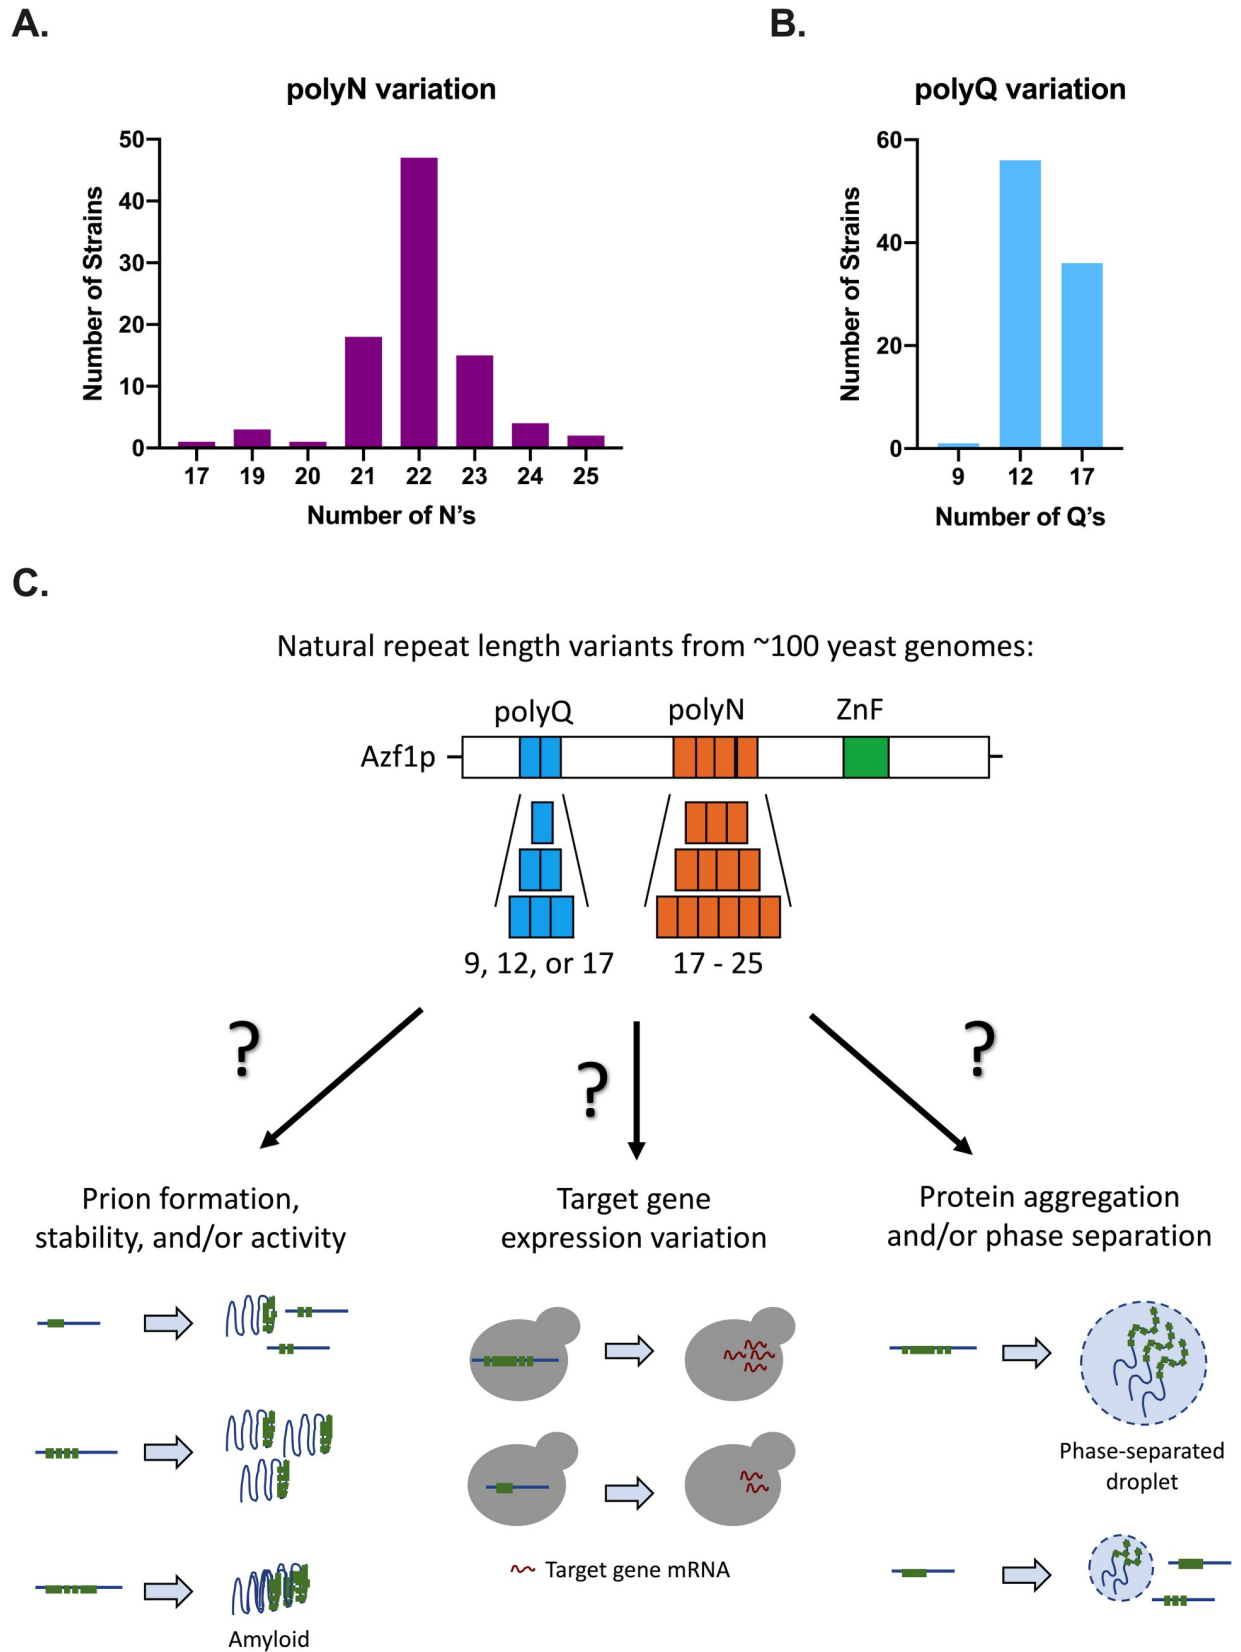 A.
polyN variation
Number of Strains
50
40
30
20
10
0
17 19 20 21 22 23 24 25
Number of N's
B.
polyQ variation
Number of Strains
60
40
20
0
9 12 17
Number of Q's
C.
Natural repeat length variants from ~100 yeast genomes:
polyQ polyN ZnF
Azf1p
9, 12, or 17 17 - 25
? ? ?
Prion formation,
stability, and/or activity
Target gene
expression variation
Protein aggregation
and/or phase separation
Phase-separated
droplet
Target gene mRNA
Amyloid